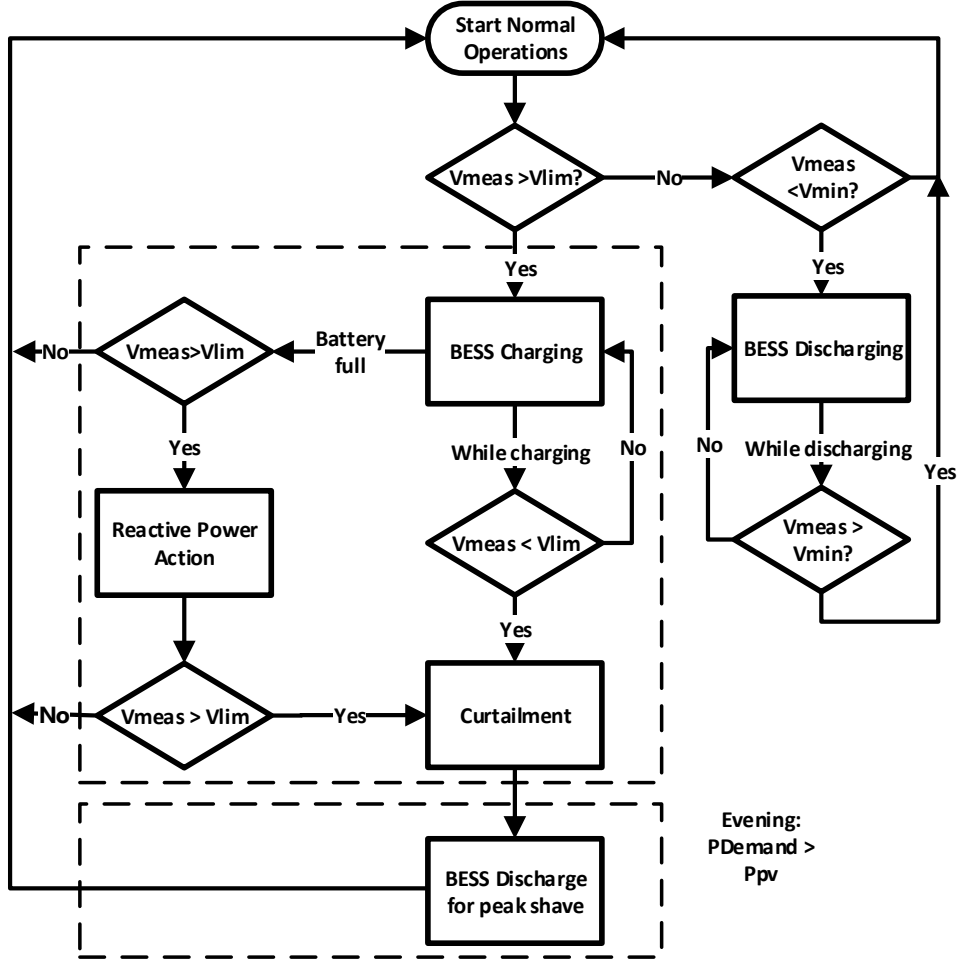 Start Normal
Operations
Vmeas >Vlim?
No
Vmeas
<Vmin?
Yes
Yes
No
Vmeas>Vlim
Battery
full
BESS Charging
BESS Discharging
Yes
While charging
No
No
While discharging
Yes
Reactive Power
Action
Vmeas < Vlim
Vmeas >
Vmin?
Yes
No
Vmeas > Vlim
Yes
Curtailment
BESS Discharge
for peak shave
Evening:
PDemand >
Ppv